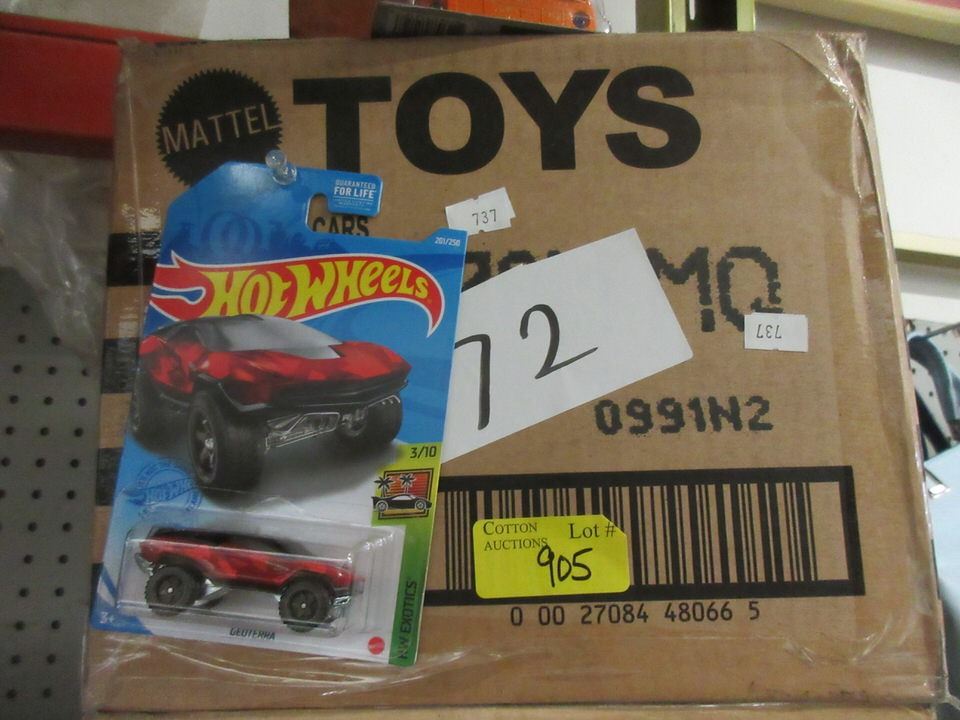 MATTEL
TOYS
GUARANTEED
FOR LIFE
CARS
737
201/250
HOT WHEELS
MQ
72
737
0991N2
3/10
COTTON
AUCTIONS
Lot #
905
0 00 27084 48066 5
3+
GEOTERRA
HW EXOTICS